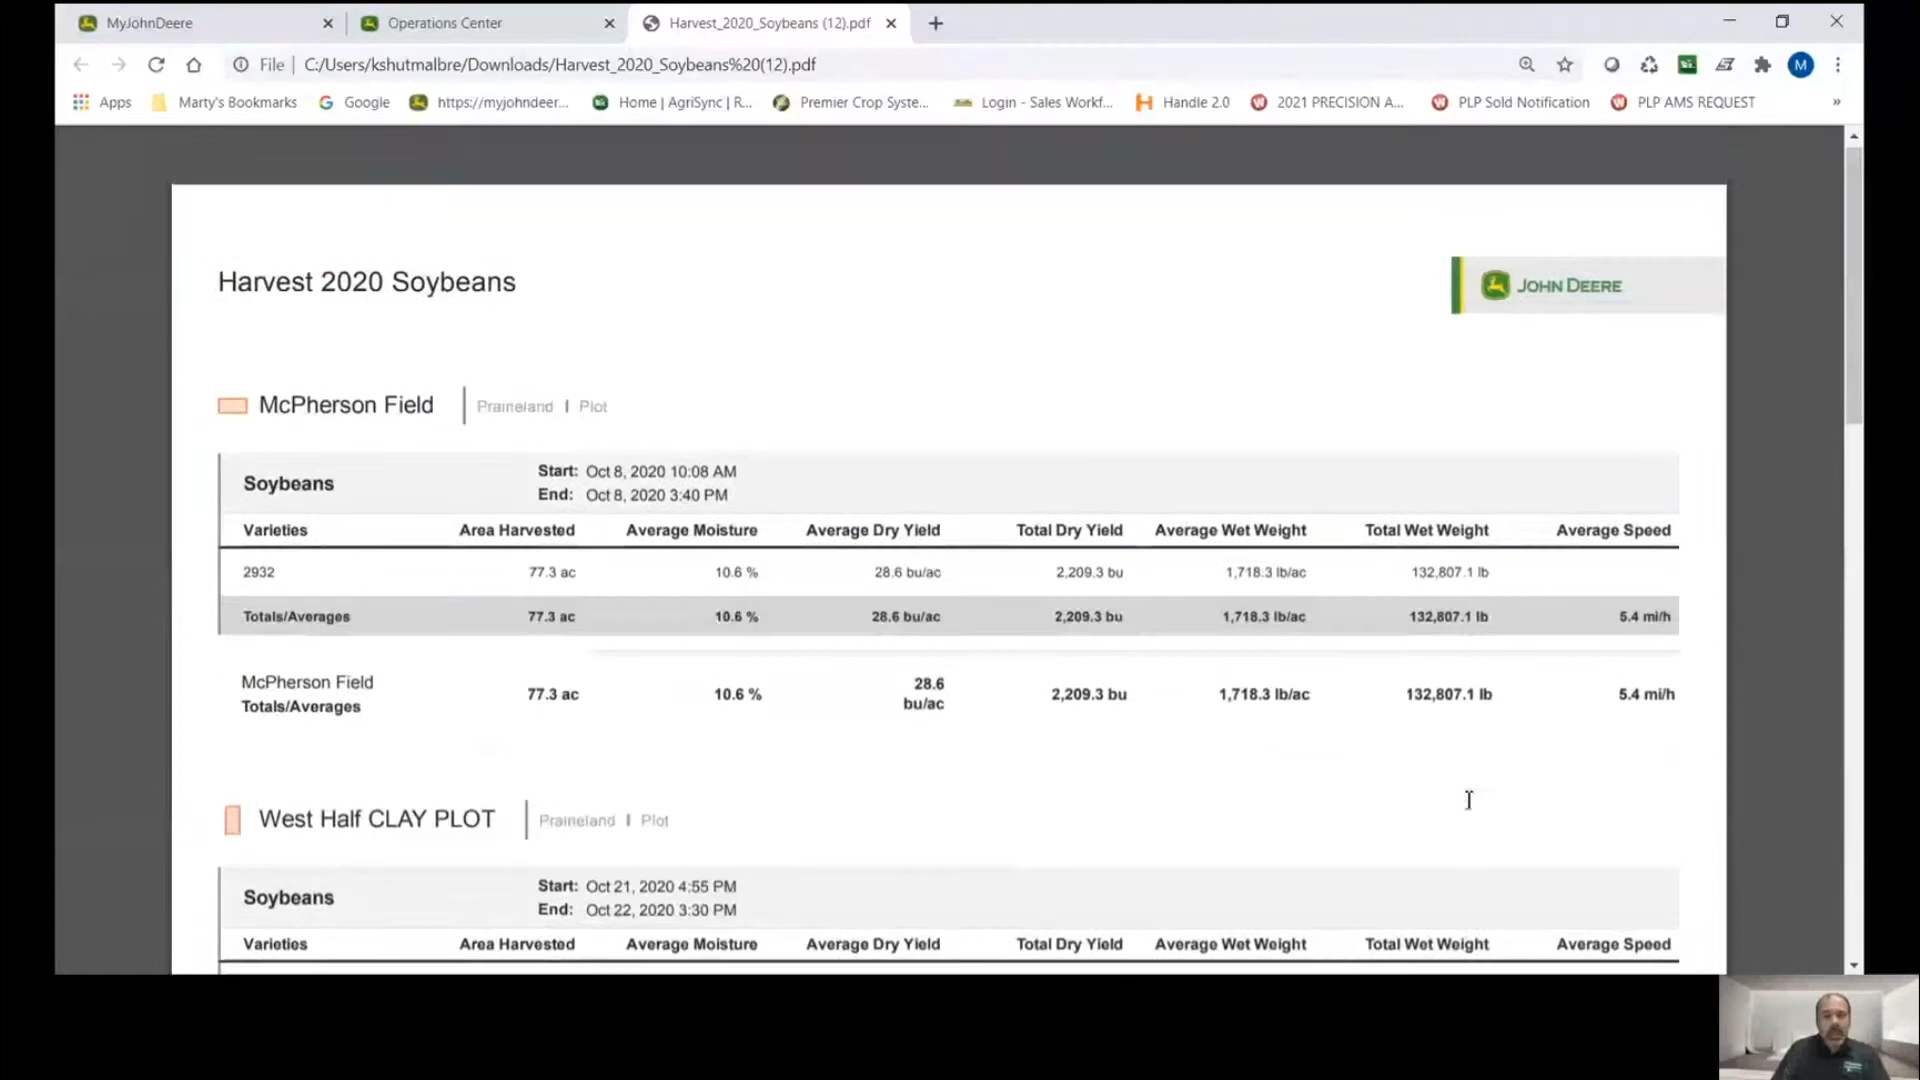 MyJohnDeere
Operations Center
Harvest_2020_Soybeans (12).pdf
File
C:/Users/kshutmalbre/Downloads/Harvest_2020_Soybeans%20(12).pdf
M
Apps
Marty's Bookmarks
Google
https://myjohndeer...
Home | AgriSync | R...
Premier Crop Syste...
Login - Sales Workf...
Handle 2.0
2021 PRECISION A...
PLP Sold Notification
PLP AMS REQUEST
»
Harvest 2020 Soybeans
JOHN DEERE
McPherson Field
Prairieland | Plot
Soybeans
Start: Oct 8, 2020 10:08 AM
End: Oct 8, 2020 3:40 PM
Varieties Area Harvested Average Moisture Average Dry Yield Total Dry Yield Average Wet Weight Total Wet Weight Average Speed
2932 77.3 ac 10.6 % 28.6 bu/ac 2,209.3 bu 1,718.3 lb/ac 132,807.1 lb
Totals/Averages 77.3 ac 10.6 % 28.6 bu/ac 2,209.3 bu 1,718.3 lb/ac 132,807.1 lb 5.4 mi/h
McPherson Field
Totals/Averages
77.3 ac 10.6 % 28.6 bu/ac 2,209.3 bu 1,718.3 lb/ac 132,807.1 lb 5.4 mi/h
West Half CLAY PLOT
Prairieland | Plot
Soybeans
Start: Oct 21, 2020 4:55 PM
End: Oct 22, 2020 3:30 PM
Varieties Area Harvested Average Moisture Average Dry Yield Total Dry Yield Average Wet Weight Total Wet Weight Average Speed